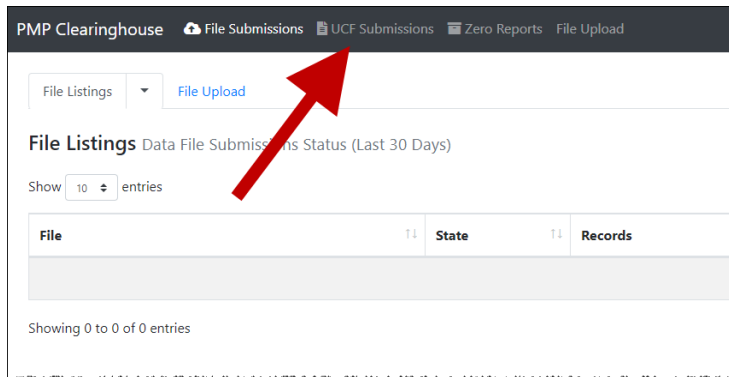 PMP Clearinghouse File Submissions UCF Submissions Zero Reports File Upload
File Listings File Upload
File Listings Data File Submissions Status (Last 30 Days)
Show 10 entries
File State Records
Showing 0 to 0 of 0 entries